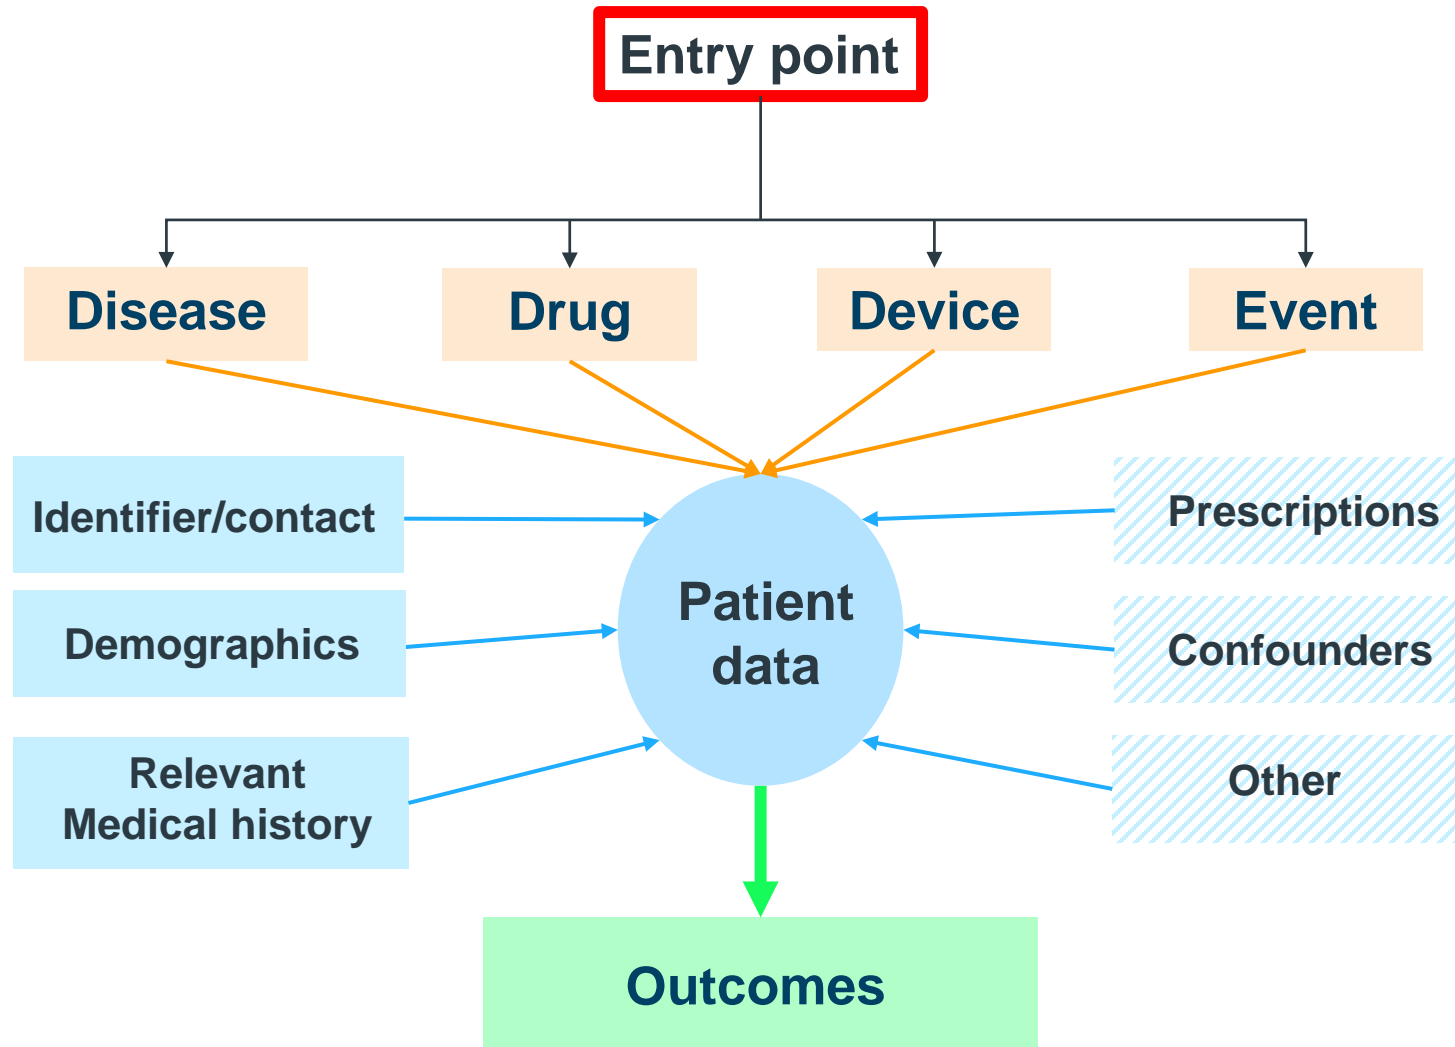 Entry point
Disease
Drug
Device
Event
Identifier/contact
Demographics
Relevant
Medical history
Patient
data
Prescriptions
Confounders
Other
Outcomes